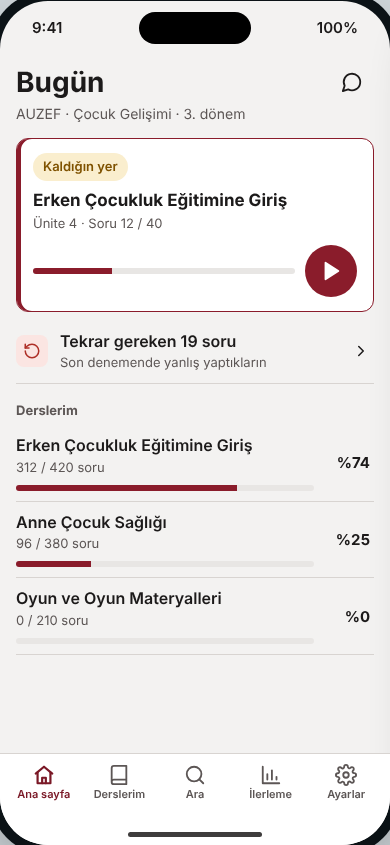 9:41
100%
Bugün
AUZEF · Çocuk Gelişimi · 3. dönem
Kaldığın yer
Erken Çocukluk Eğitimine Giriş
Ünite 4 · Soru 12 / 40
Tekrar gereken 19 soru
Son denemende yanlış yaptıkların
Derslerim
Erken Çocukluk Eğitimine Giriş
312 / 420 soru
%74
Anne Çocuk Sağlığı
96 / 380 soru
%25
Oyun ve Oyun Materyalleri
0 / 210 soru
%0
Ana sayfa
Derslerim
Ara
İlerleme
Ayarlar